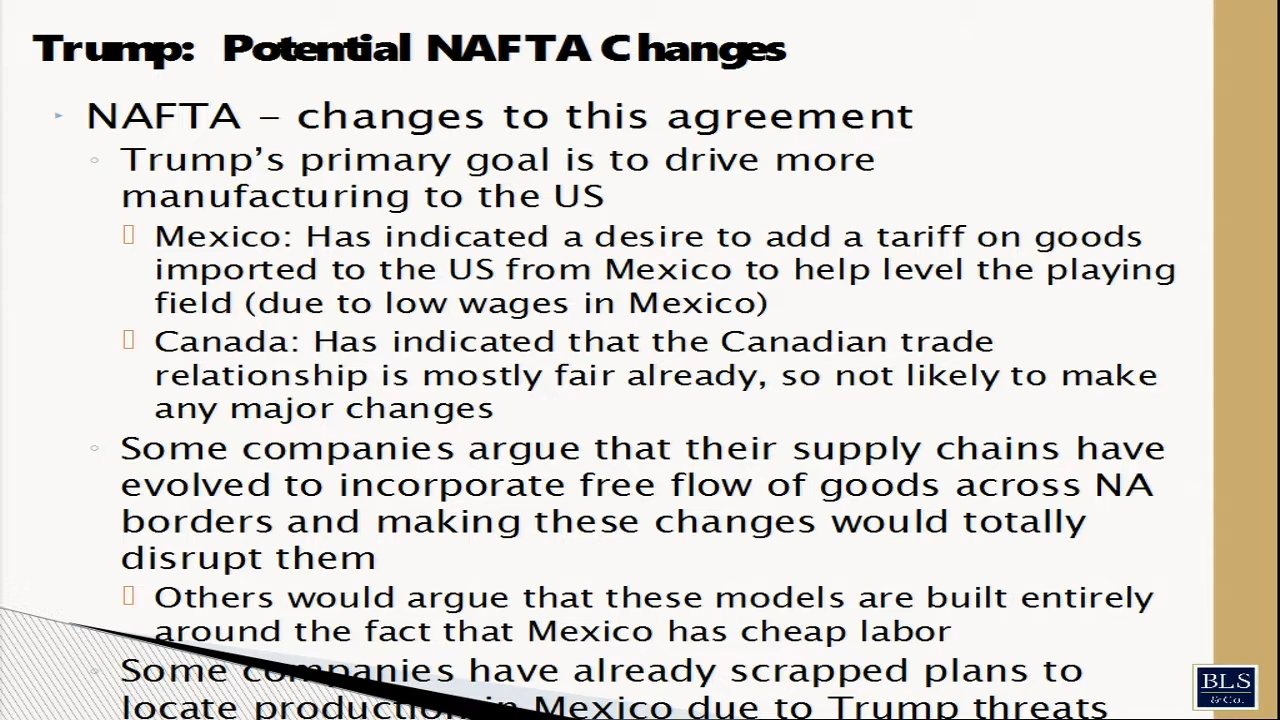 Trump: Potential NAFTA Changes
NAFTA – changes to this agreement
Trump’s primary goal is to drive more
manufacturing to the US
Mexico: Has indicated a desire to add a tariff on goods
imported to the US from Mexico to help level the playing
field (due to low wages in Mexico)
Canada: Has indicated that the Canadian trade
relationship is mostly fair already, so not likely to make
any major changes
Some companies argue that their supply chains have
evolved to incorporate free flow of goods across NA
borders and making these changes would totally
disrupt them
Others would argue that these models are built entirely
around the fact that Mexico has cheap labor
Some companies have already scrapped plans to
locate production in Mexico due to Trump threats
BLS
& Co.